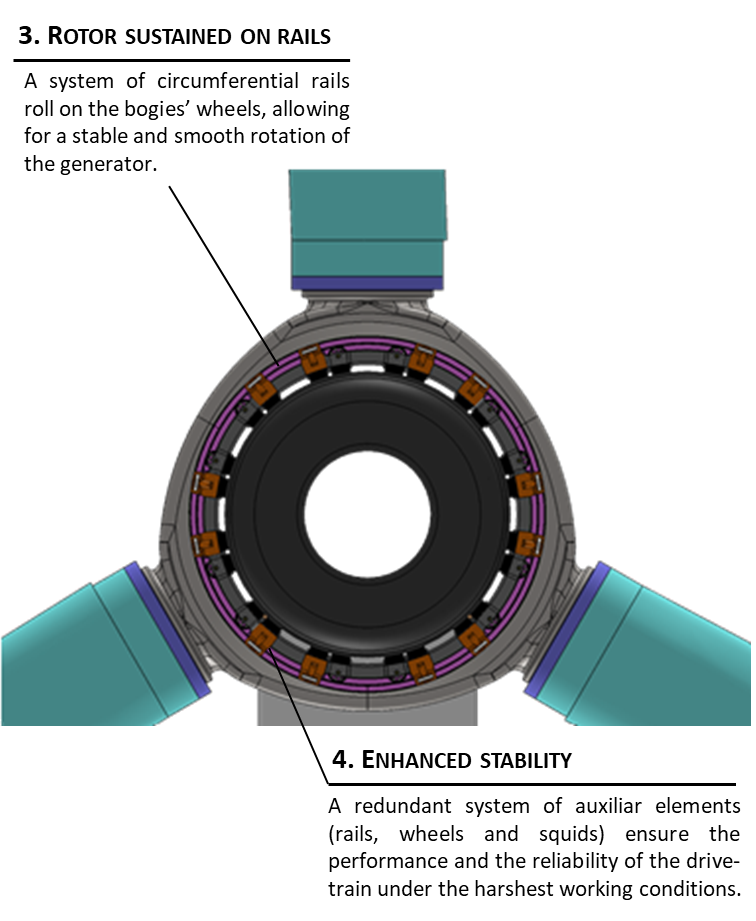 3. ROTOR SUSTAINED ON RAILS
A system of circumferential rails
roll on the bogies’ wheels, allowing
for a stable and smooth rotation of
the generator.
4. ENHANCED STABILITY
A redundant system of auxiliar elements
(rails, wheels and squids) ensure the
performance and the reliability of the drive-
train under the harshest working conditions.